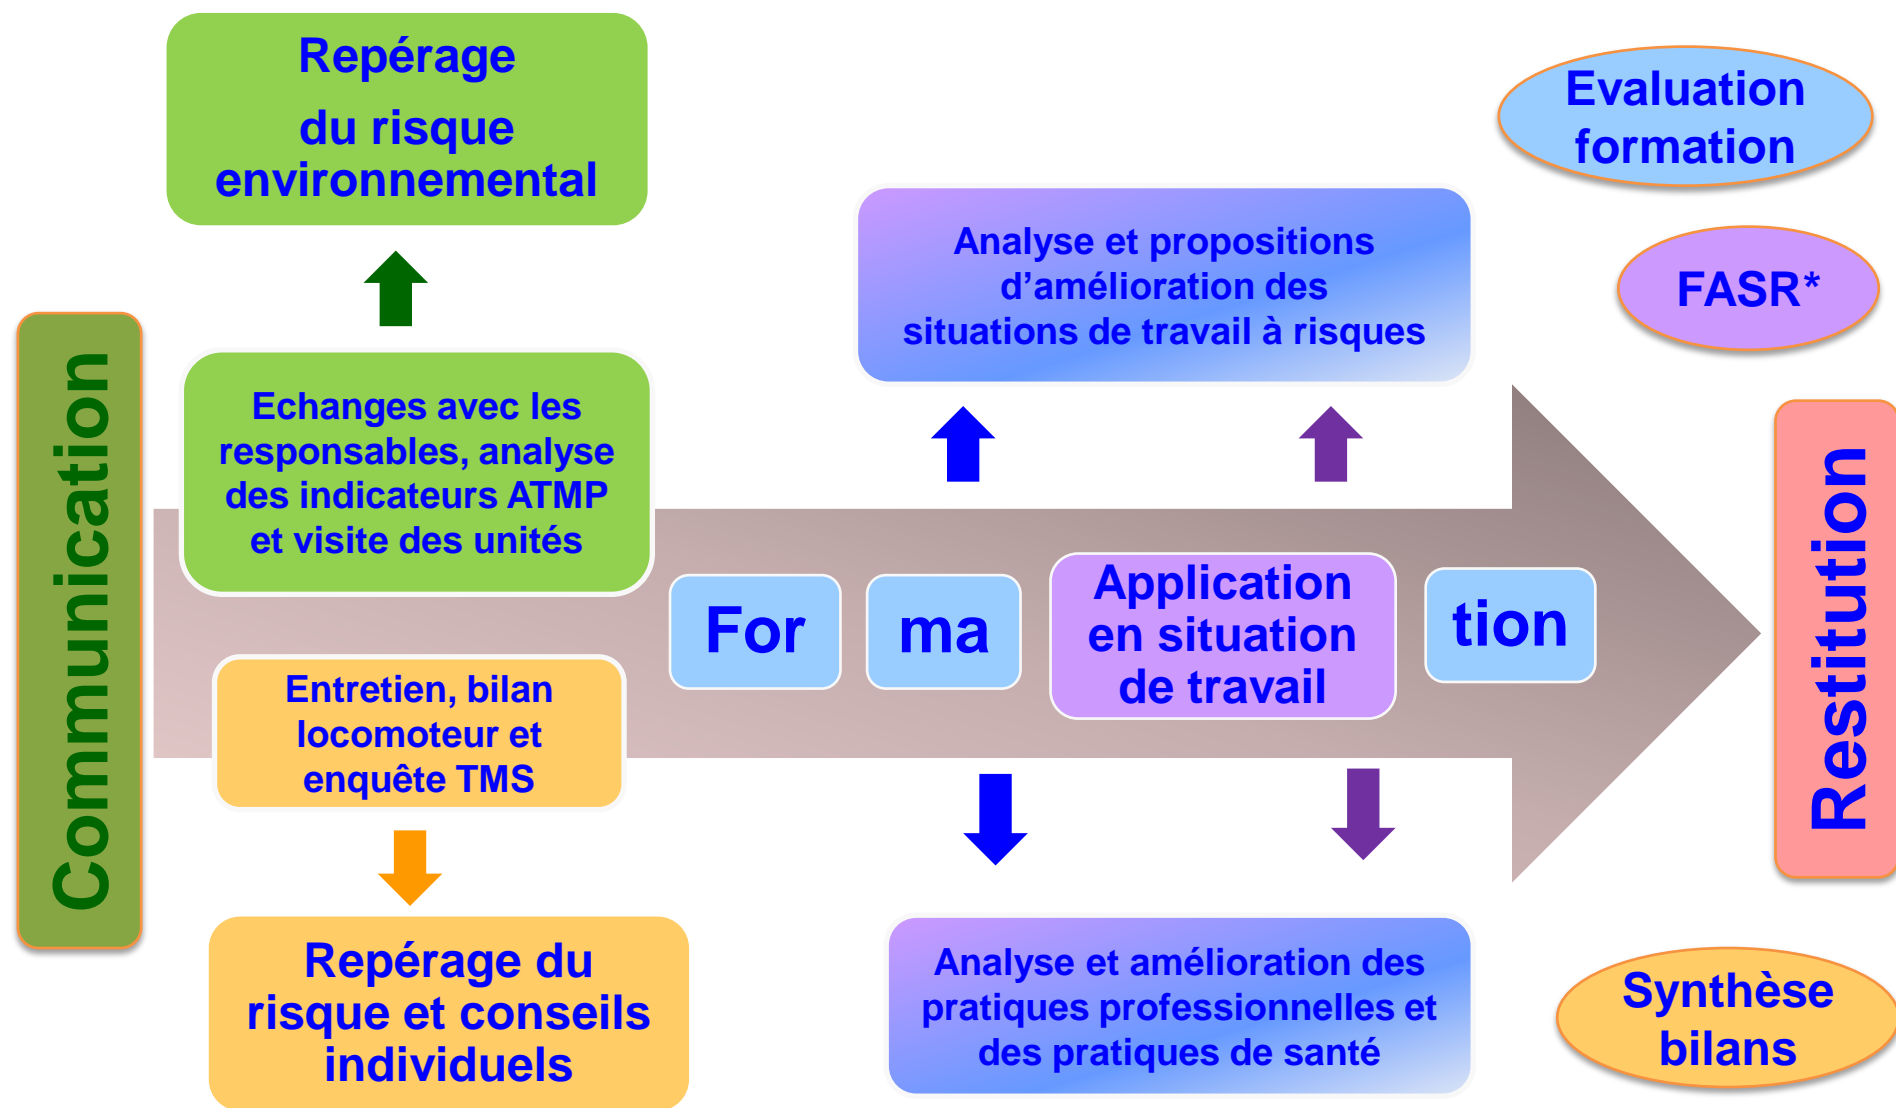 Communication
Repérage
du risque
environnemental
Echanges avec les
responsables, analyse
des indicateurs ATMP
et visite des unités
Entretien, bilan
locomoteur et
enquête TMS
Repérage du
risque et conseils
individuels
Analyse et propositions
d’amélioration des
situations de travail à risques
For
ma
Application
en situation
de travail
tion
Analyse et amélioration des
pratiques professionnelles et
des pratiques de santé
Evaluation
formation
FASR*
Restitution
Synthèse
bilans